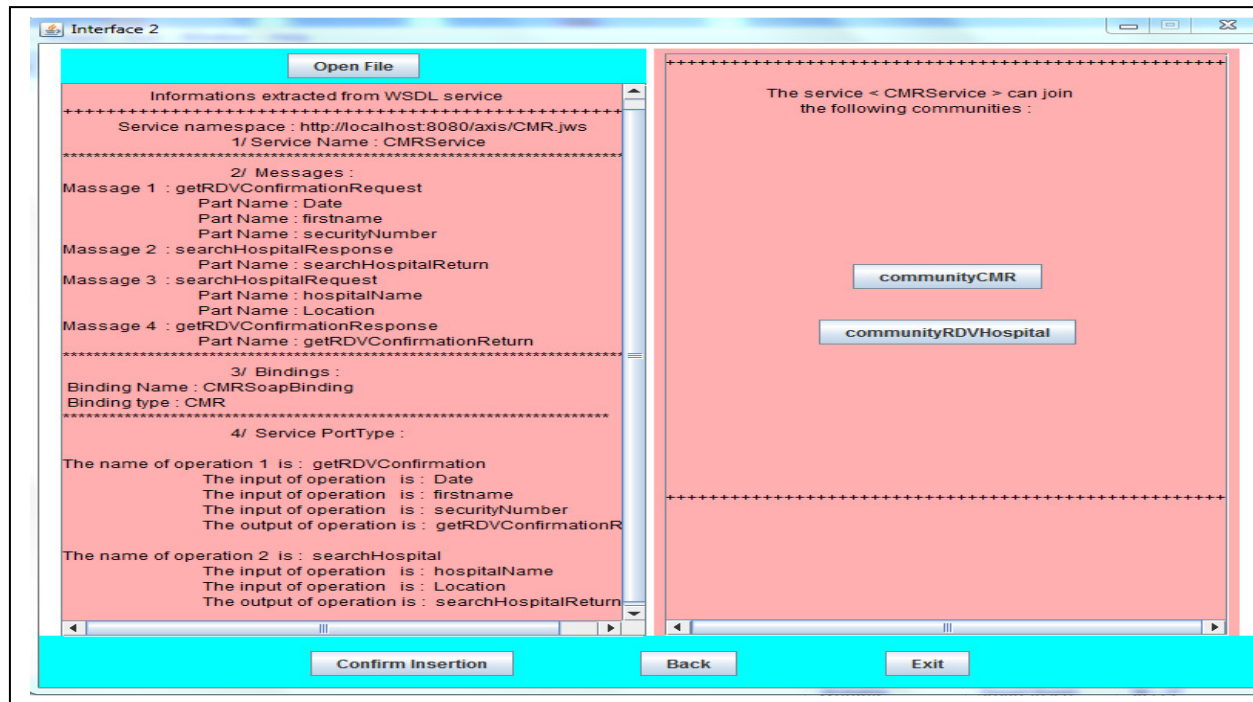 Interface 2
Open File
Informations extracted from WSDL service
++++++++++++++++++++++++++++++++++++++++++++++++++++++
Service namespace : http://localhost:8080/axis/CMR.jws
1/ Service Name : CMRService
**************************************************************************
2/ Messages :
Massage 1 : getRDVConfirmationRequest
Part Name : Date
Part Name : firstname
Part Name : securityNumber
Massage 2 : searchHospitalResponse
Part Name : searchHospitalReturn
Massage 3 : searchHospitalRequest
Part Name : hospitalName
Part Name : Location
Massage 4 : getRDVConfirmationResponse
Part Name : getRDVConfirmationReturn
**************************************************************************
3/ Bindings :
Binding Name : CMRSoapBinding
Binding type : CMR
************************************************************************
4/ Service PortType :
The name of operation 1 is : getRDVConfirmation
The input of operation is : Date
The input of operation is : firstname
The input of operation is : securityNumber
The output of operation is : getRDVConfirmationR
The name of operation 2 is : searchHospital
The input of operation is : hospitalName
The input of operation is : Location
The output of operation is : searchHospitalReturn
++++++++++++++++++++++++++++++++++++++++++++++++++++++
The service < CMRService > can join
the following communities :
communityCMR
communityRDVHospital
++++++++++++++++++++++++++++++++++++++++++++++++++++++
Confirm Insertion
Back
Exit